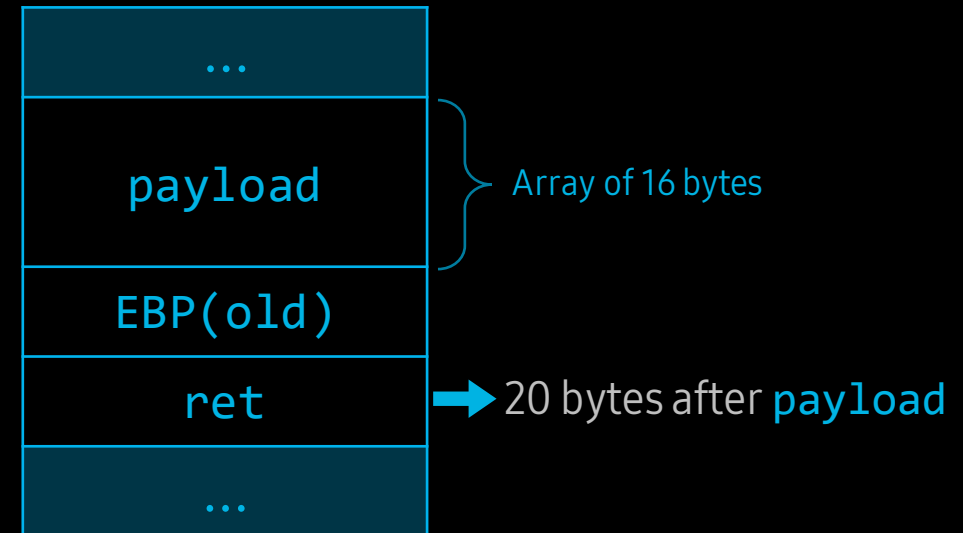 ...
payload
Array of 16 bytes
EBP(old)
ret
20 bytes after payload
...